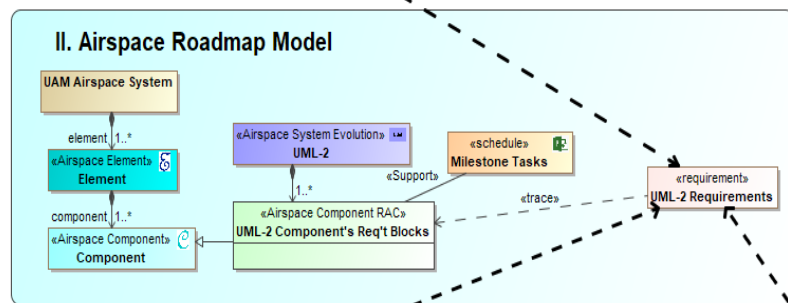 II. Airspace Roadmap Model
UAM Airspace System
element
1..*
«Airspace Element»
Element
component
1..*
«Airspace Component»
Component
«Airspace System Evolution»
UML-2
1..*
«Airspace Component RAC»
UML-2 Component's Req't Blocks
«Support»
«schedule»
Milestone Tasks
«trace»
«requirement»
UML-2 Requirements